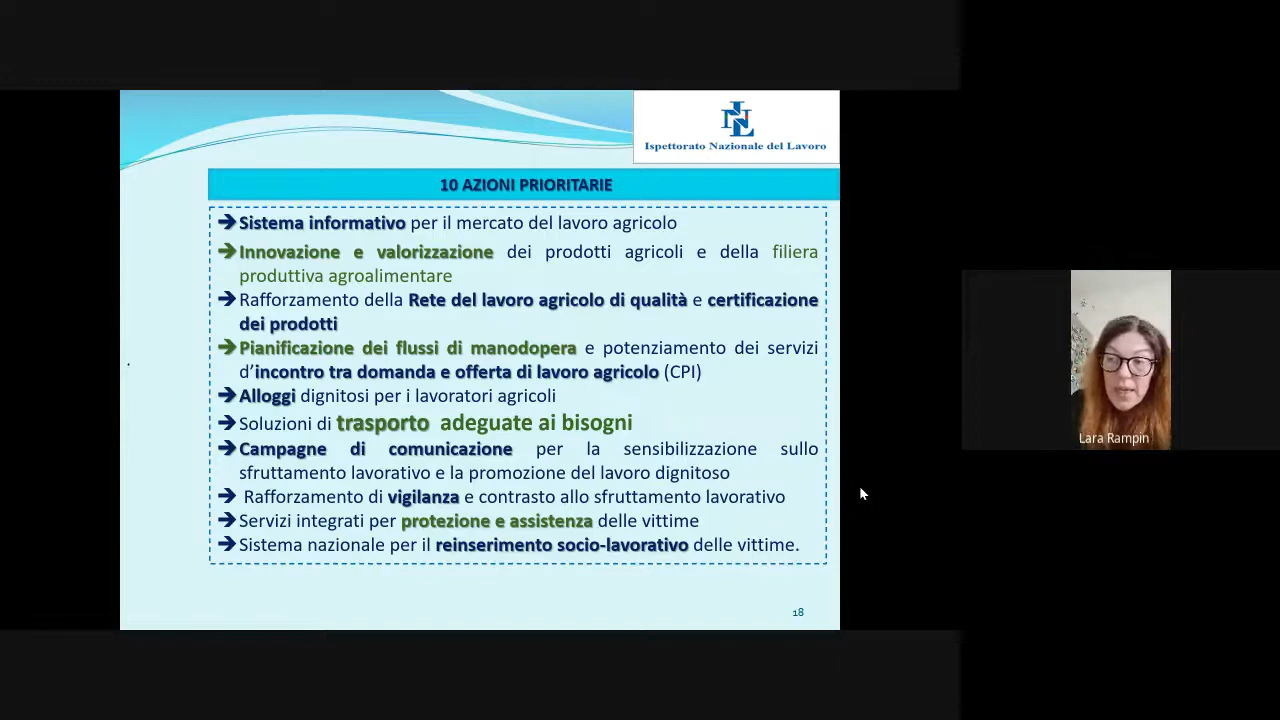 INL
Ispettorato Nazionale del Lavoro
10 AZIONI PRIORITARIE
➔Sistema informativo per il mercato del lavoro agricolo
➔Innovazione e valorizzazione dei prodotti agricoli e della filiera
produttiva agroalimentare
➔Rafforzamento della Rete del lavoro agricolo di qualità e certificazione
dei prodotti
➔Pianificazione dei flussi di manodopera e potenziamento dei servizi
d’incontro tra domanda e offerta di lavoro agricolo (CPI)
➔Alloggi dignitosi per i lavoratori agricoli
➔Soluzioni di trasporto adeguate ai bisogni
➔Campagne di comunicazione per la sensibilizzazione sullo
sfruttamento lavorativo e la promozione del lavoro dignitoso
➔ Rafforzamento di vigilanza e contrasto allo sfruttamento lavorativo
➔Servizi integrati per protezione e assistenza delle vittime
➔Sistema nazionale per il reinserimento socio-lavorativo delle vittime.
18
Lara Rampin